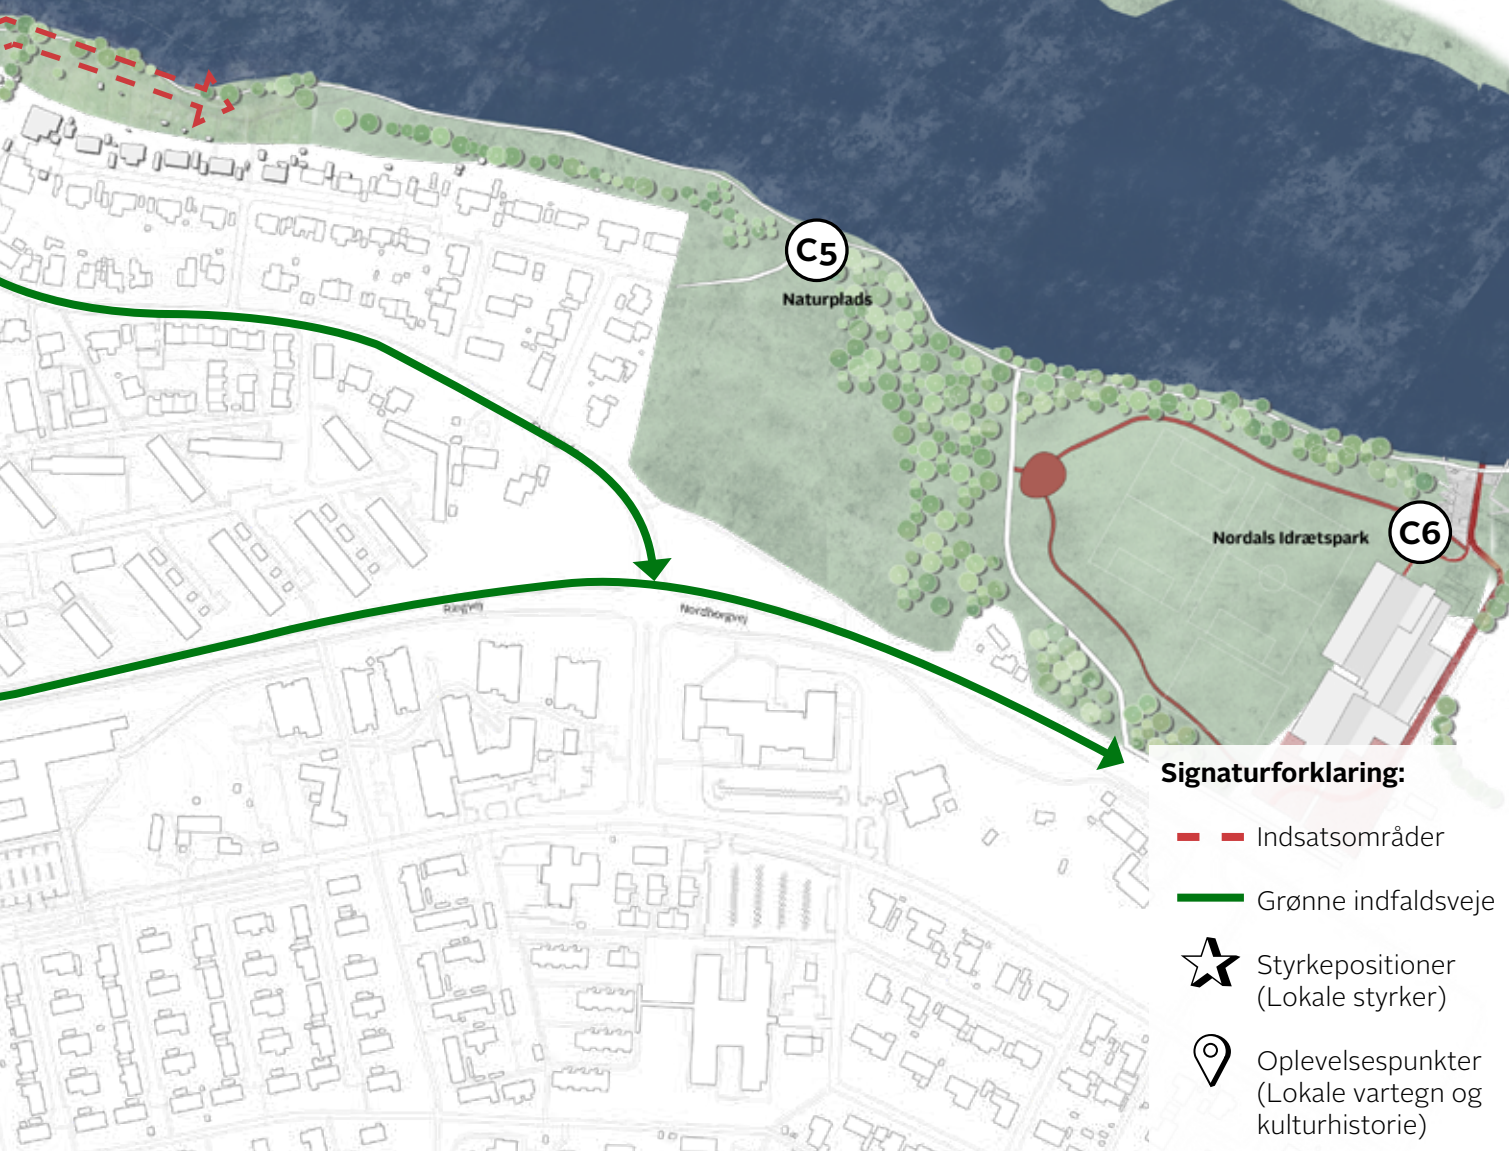 C5
Naturplads
Nordals Idrætspark
C6
Ringvej
Nordborgvej
Signaturforklaring:
Indsatsområder
Grønne indfaldsveje
Styrkepositioner
(Lokale styrker)
Oplevelsespunkter
(Lokale vartegn og
kulturhistorie)